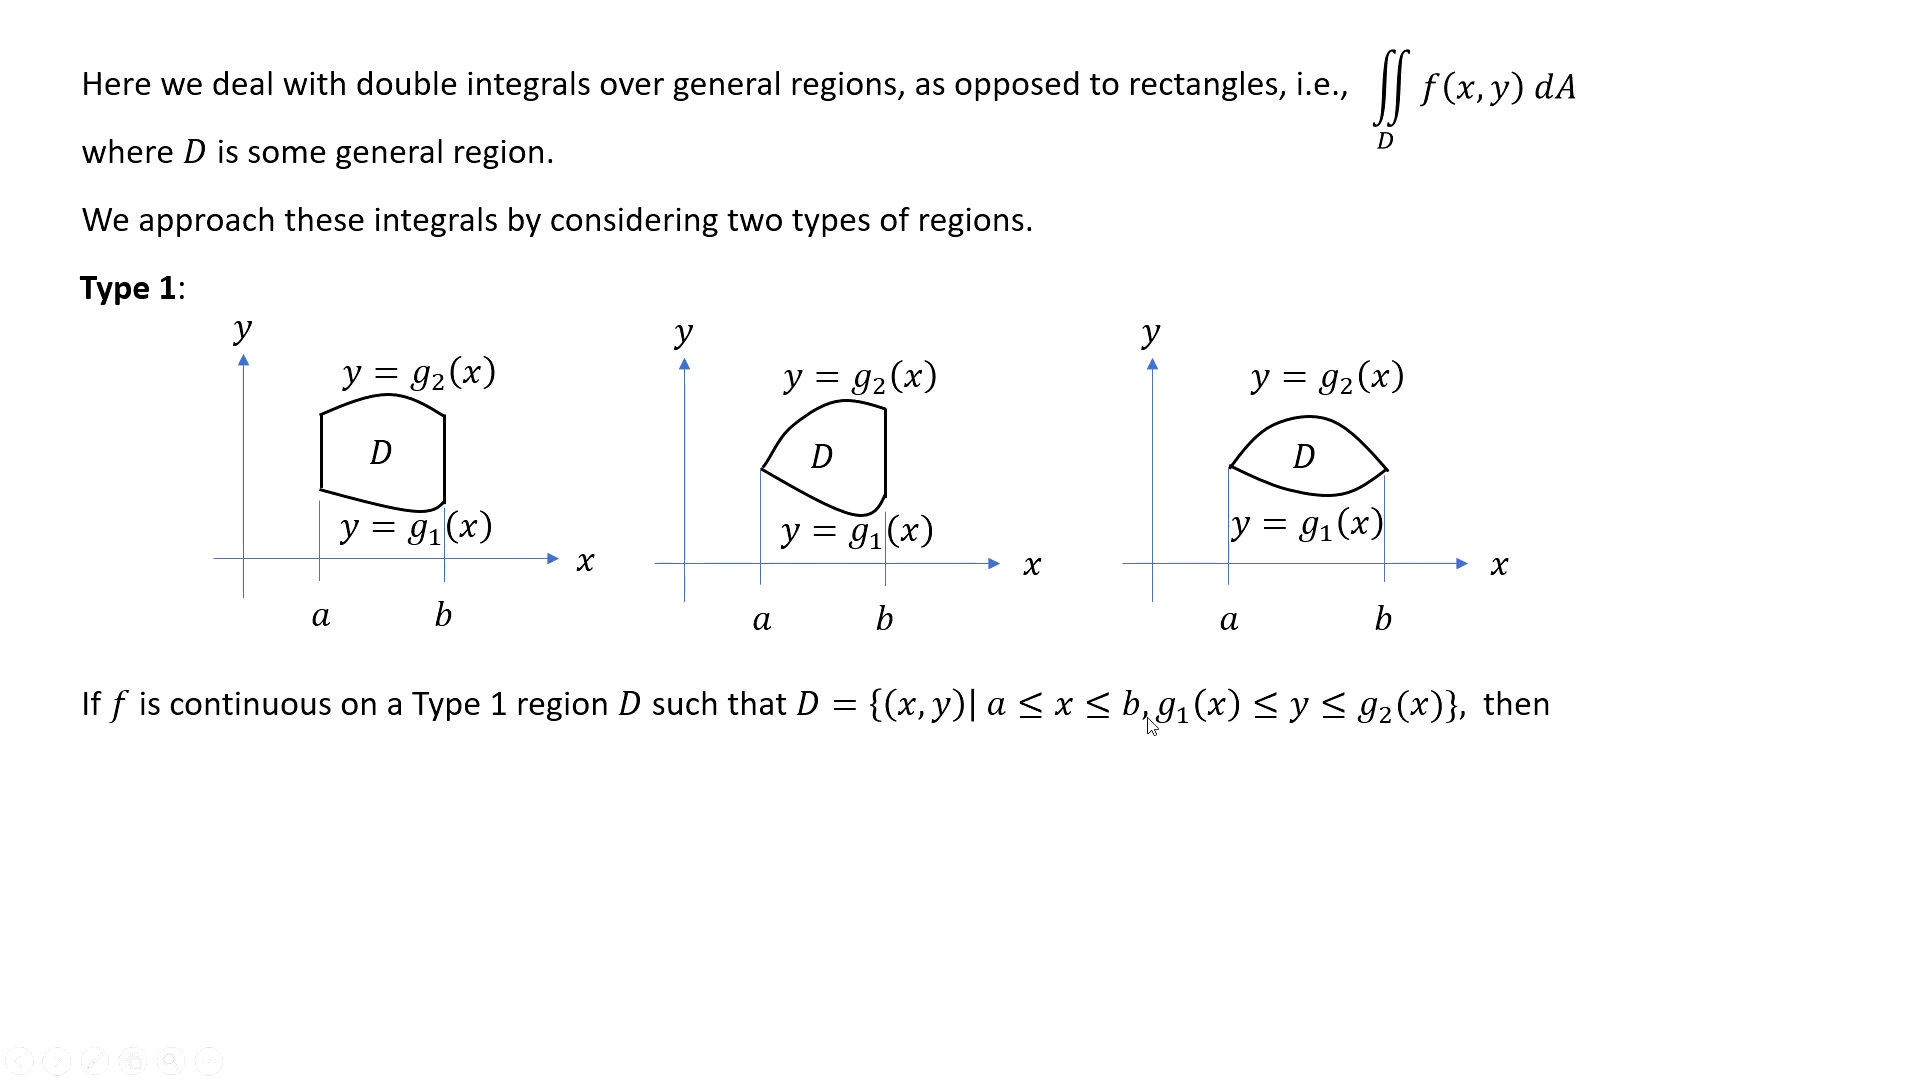 Here we deal with double integrals over general regions, as opposed to rectangles, i.e., ∬_D f(x, y) dA
where D is some general region.
We approach these integrals by considering two types of regions.
Type 1:
y
y = g₂(x)
D
y = g₁(x)
x
a b
y
y = g₂(x)
D
y = g₁(x)
x
a b
y
y = g₂(x)
D
y = g₁(x)
x
a b
If f is continuous on a Type 1 region D such that D = {(x, y)| a ≤ x ≤ b, g₁(x) ≤ y ≤ g₂(x)}, then